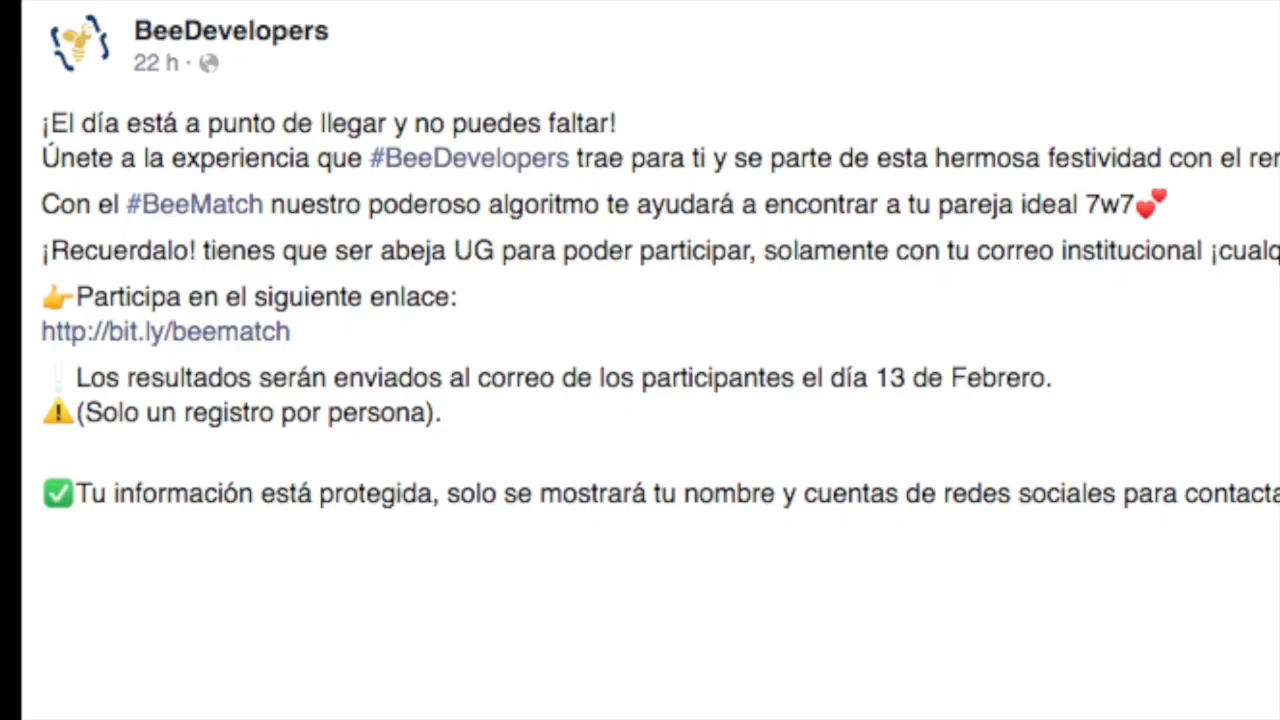 BeeDevelopers
22 h ·
¡El día está a punto de llegar y no puedes faltar!
Únete a la experiencia que #BeeDevelopers trae para ti y se parte de esta hermosa festividad con el
Con el #BeeMatch nuestro poderoso algoritmo te ayudará a encontrar a tu pareja ideal 7w7💕
¡Recuerdalo! tienes que ser abeja UG para poder participar, solamente con tu correo institucional
👉Participa en el siguiente enlace:
http://bit.ly/beematch
❕Los resultados serán enviados al correo de los participantes el día 13 de Febrero.
⚠️(Solo un registro por persona).
✅Tu información está protegida, solo se mostrará tu nombre y cuentas de redes sociales para